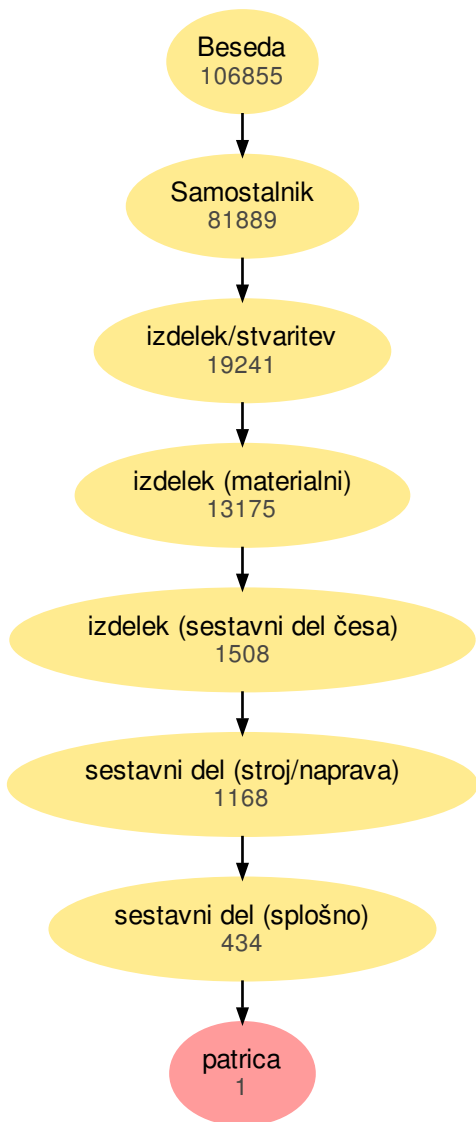 Beseda
106855
Samostalnik
81889
izdelek/stvaritev
19241
izdelek (materialni)
13175
izdelek (sestavni del česa)
1508
sestavni del (stroj/naprava)
1168
sestavni del (splošno)
434
patrica
1